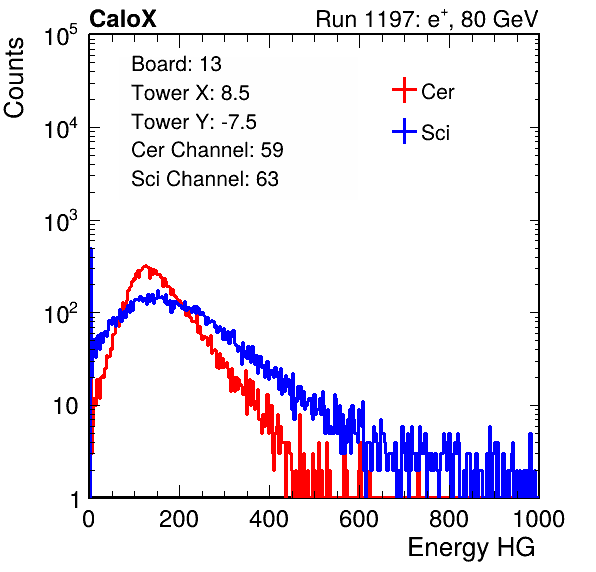 CaloX Run 1197: e⁺, 80 GeV
Counts
10⁵
10⁴
10³
10²
10
1
Board: 13
Tower X: 8.5
Tower Y: -7.5
Cer Channel: 59
Sci Channel: 63
Cer
Sci
0 200 400 600 800 1000
Energy HG